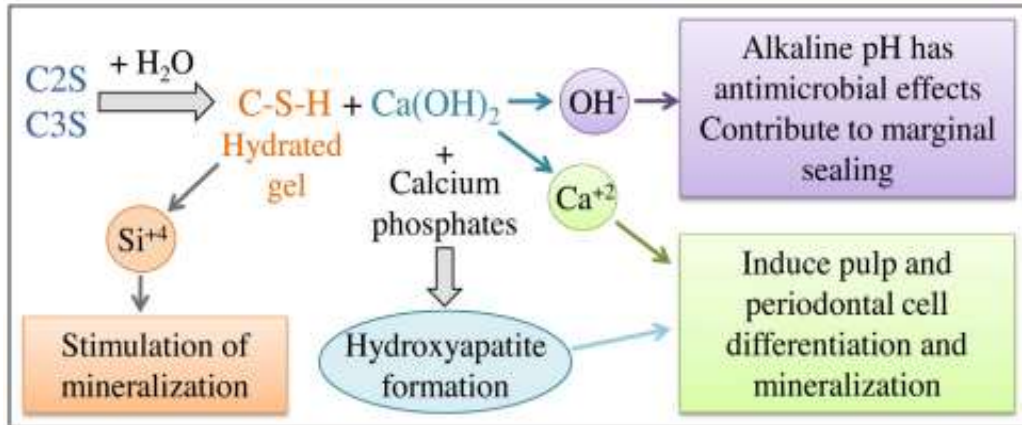 C2S
C3S
+ H₂O
C-S-H + Ca(OH)₂
Hydrated
gel
OH⁻
Alkaline pH has
antimicrobial effects
Contribute to marginal
sealing
+
Calcium
phosphates
Ca⁺²
Si⁺⁴
Stimulation of
mineralization
Hydroxyapatite
formation
Induce pulp and
periodontal cell
differentiation and
mineralization